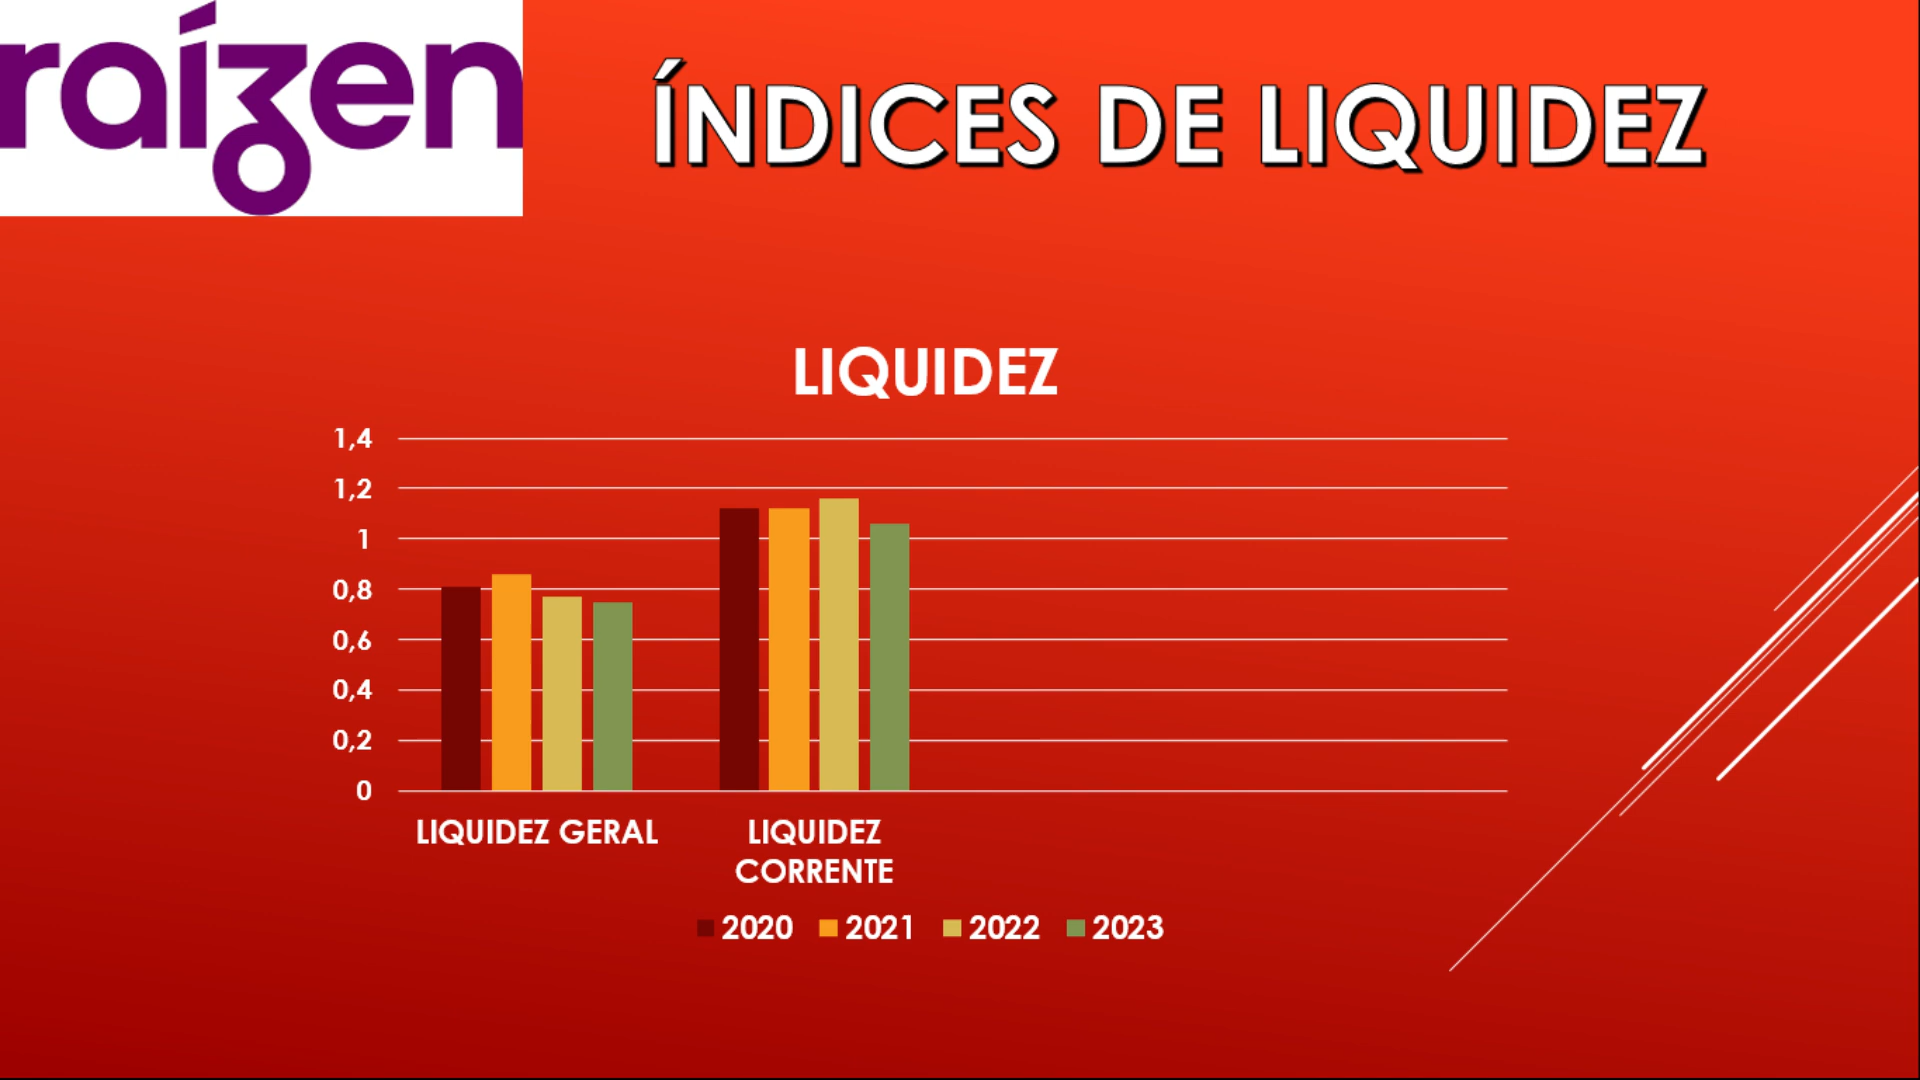 raízen
ÍNDICES DE LIQUIDEZ
LIQUIDEZ
1,4
1,2
1
0,8
0,6
0,4
0,2
0
LIQUIDEZ GERAL
LIQUIDEZ
CORRENTE
2020 2021 2022 2023